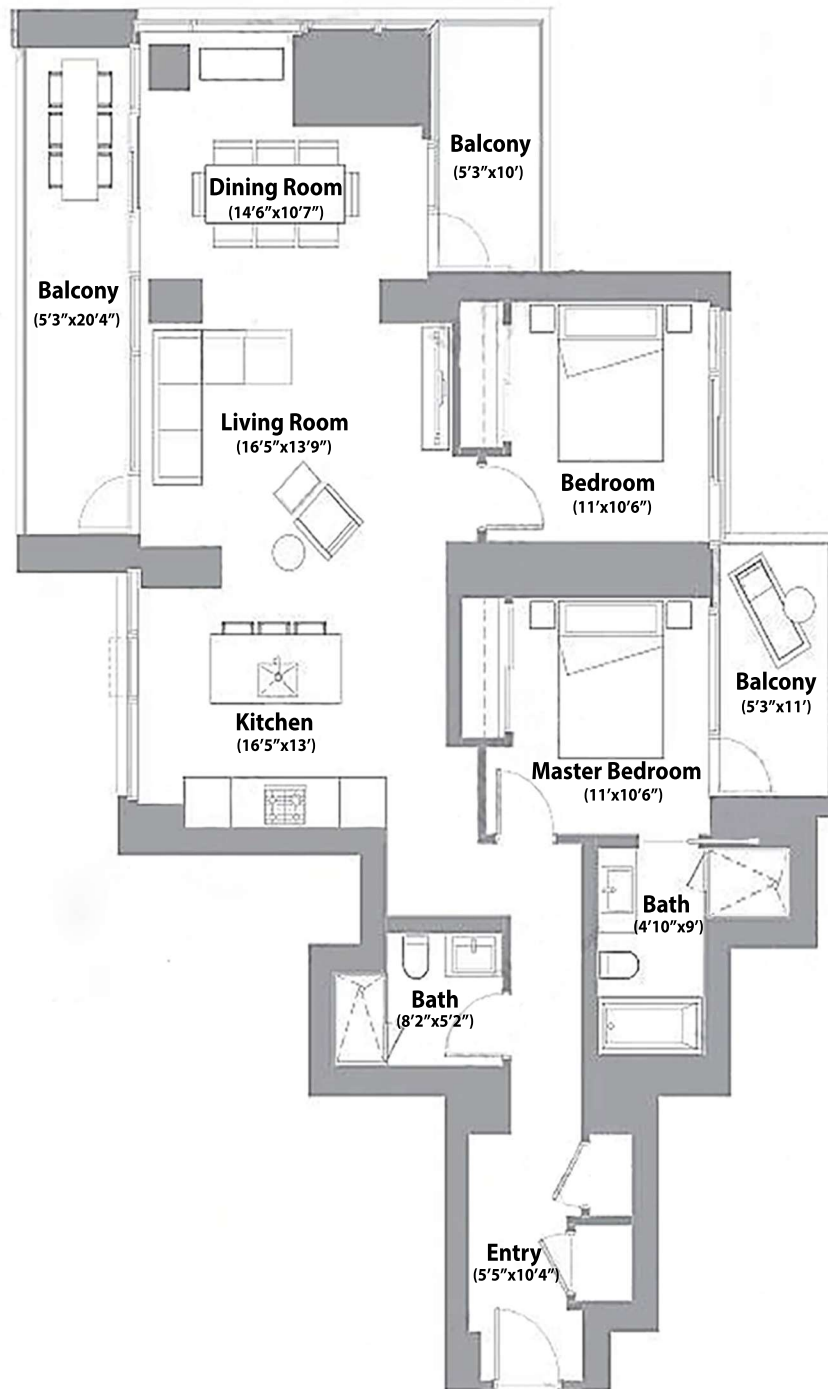 Balcony
(5’3”x10’)
Dining Room
(14’6”x10’7”)
Balcony
(5’3”x20’4”)
Living Room
(16’5”x13’9”)
Bedroom
(11’x10’6”)
Balcony
(5’3”x11’)
Kitchen
(16’5”x13’)
Master Bedroom
(11’x10’6”)
Bath
(4’10”x9’)
Bath
(8’2”x5’2”)
Entry
(5’5”x10’4”)